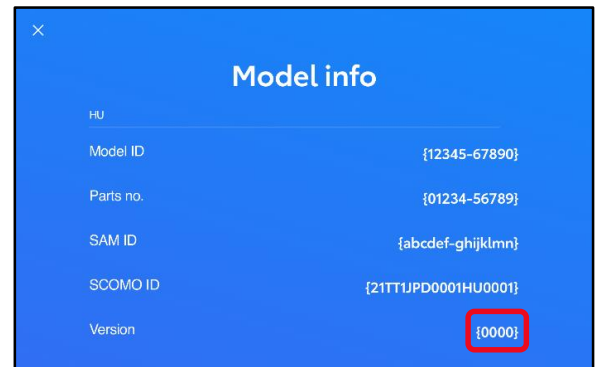 Model info
HU
Model ID {12345-67890}
Parts no. {01234-56789}
SAM ID {abcdef-ghijklmn}
SCOMO ID {21TT1JPD0001HU0001}
Version {0000}